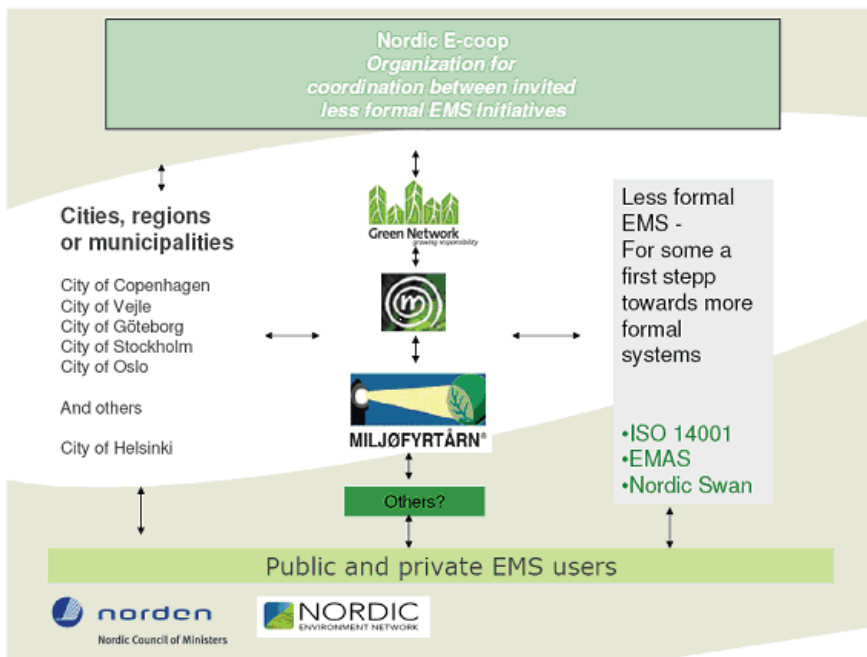 Nordic E-coop
Organization for
coordination between invited
less formal EMS Initiatives
Cities, regions
or municipalities
City of Copenhagen
City of Vejle
City of Göteborg
City of Stockholm
City of Oslo
And others
City of Helsinki
Green Network
growing responsibility
m
MILJØFYRTÅRN®
Others?
Less formal
EMS -
For some a
first stepp
towards more
formal
systems
•ISO 14001
•EMAS
•Nordic Swan
Public and private EMS users
norden
Nordic Council of Ministers
NORDIC
ENVIRONMENT NETWORK